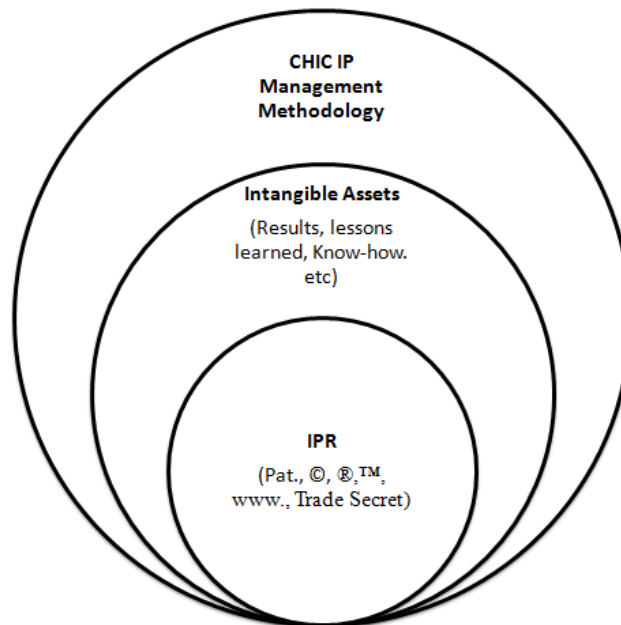 CHIC IP
Management
Methodology
Intangible Assets
(Results, lessons
learned, Know-how.
etc)
IPR
(Pat., ©, ®,™,
www., Trade Secret)